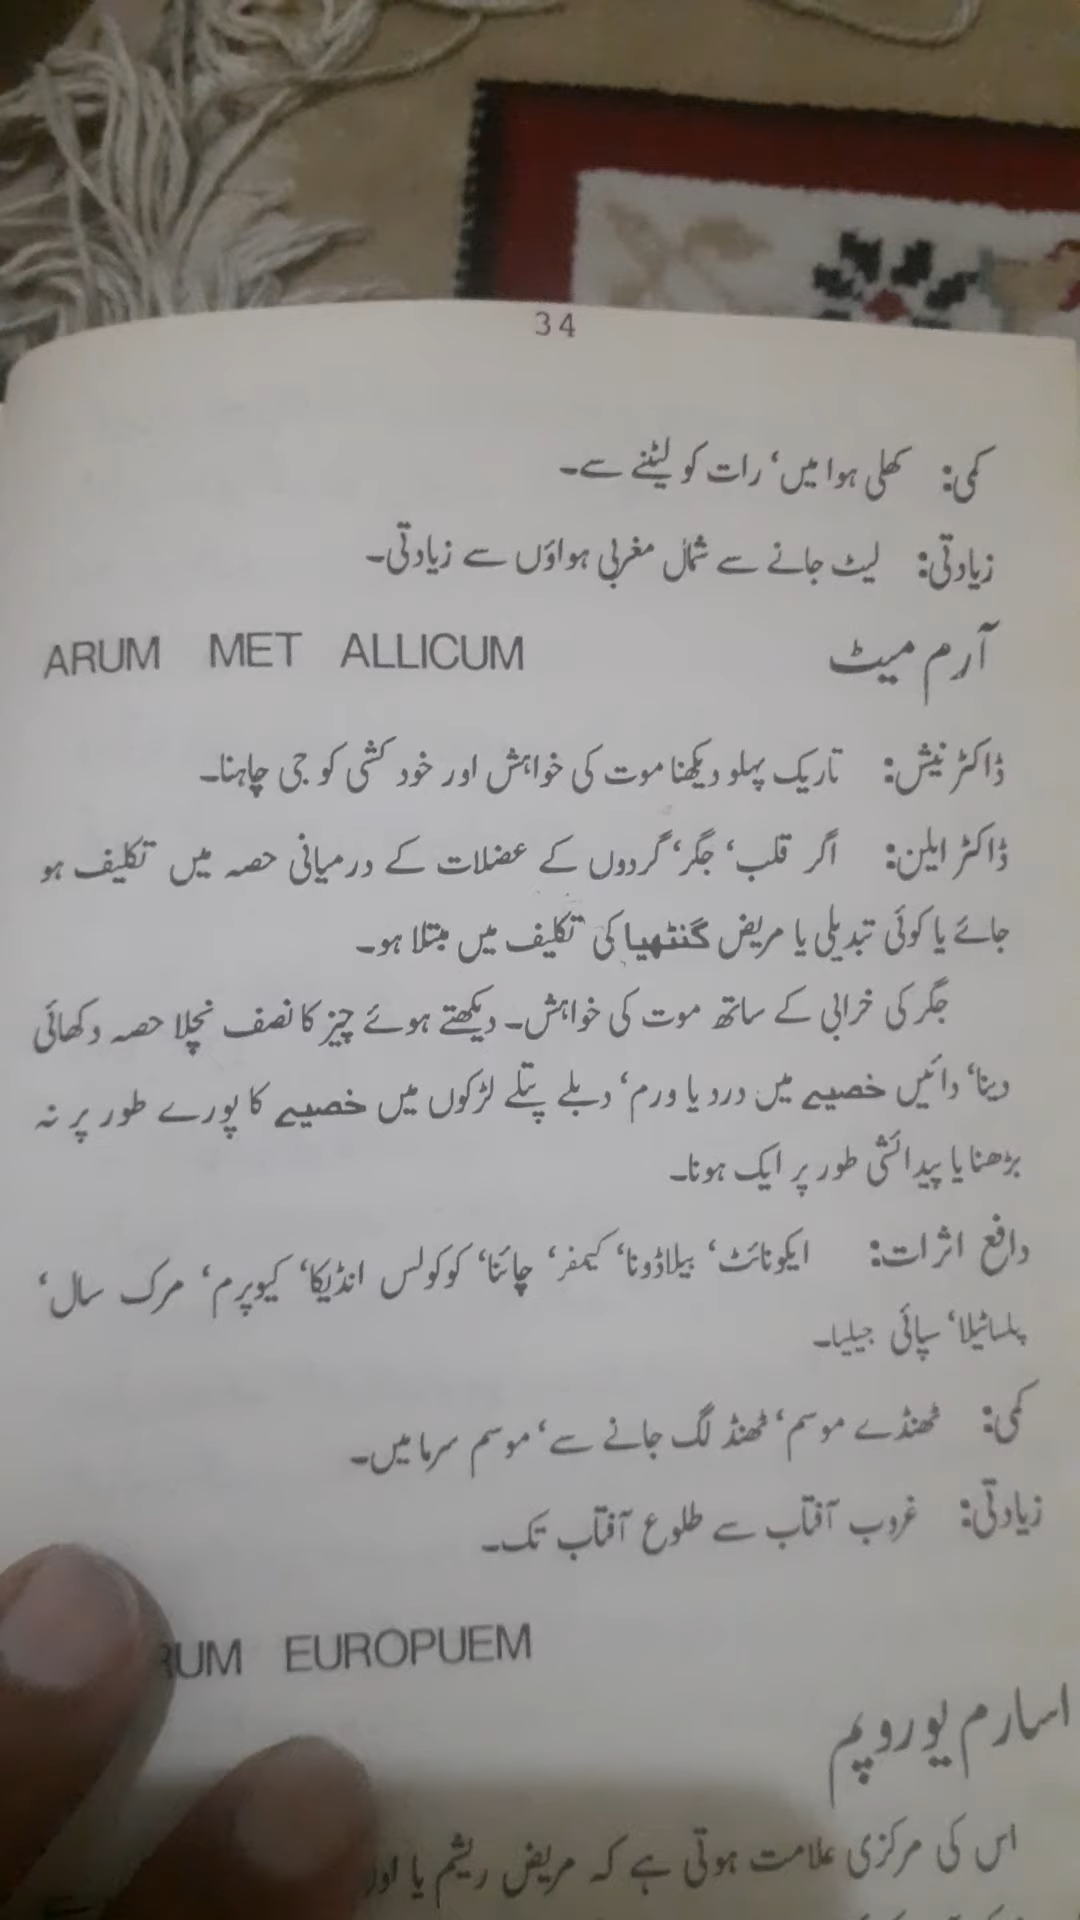 34
کمی: کھلی ہوا میں‘ رات کو لیٹنے سے۔
زیادتی: لیٹ جانے سے شمال مغربی ہواؤں سے زیادتی۔
آرم میٹ ARUM MET ALLICUM
ڈاکٹر نیش: تاریک پہلو دیکھنا موت کی خواہش اور خود کشی کو جی چاہنا۔
ڈاکٹر ایلن: اگر قلب‘ جگر‘ گردوں کے عضلات کے درمیانی حصہ میں تکلیف ہو
جائے یا کوئی تبدیلی یا مریض گنٹھیا کی تکلیف میں مبتلا ہو۔
جگر کی خرابی کے ساتھ موت کی خواہش۔ دیکھتے ہوئے چیز کا نصف نچلا حصہ دکھائی
دینا‘ دائیں خصیے میں درد یا ورم‘ دبلے پتلے لڑکوں میں خصیے کا پورے طور پر نہ
بڑھنا یا پیدائشی طور پر ایک ہونا۔
دافع اثرات: ایکونائٹ‘ بیلاڈونا‘ کیمفر‘ چائنا‘ کوکولس انڈیکا‘ کیوپرم‘ مرک سال‘
پلساٹیلا‘ سپائی جیلیا۔
کمی: ٹھنڈے موسم‘ ٹھنڈ لگ جانے سے‘ موسم سرما میں۔
زیادتی: غروب آفتاب سے طلوع آفتاب تک۔
RUM EUROPUEM
اسارم یوروپم
اس کی مرکزی علامت ہوتی ہے کہ مریض ریشم یا اور